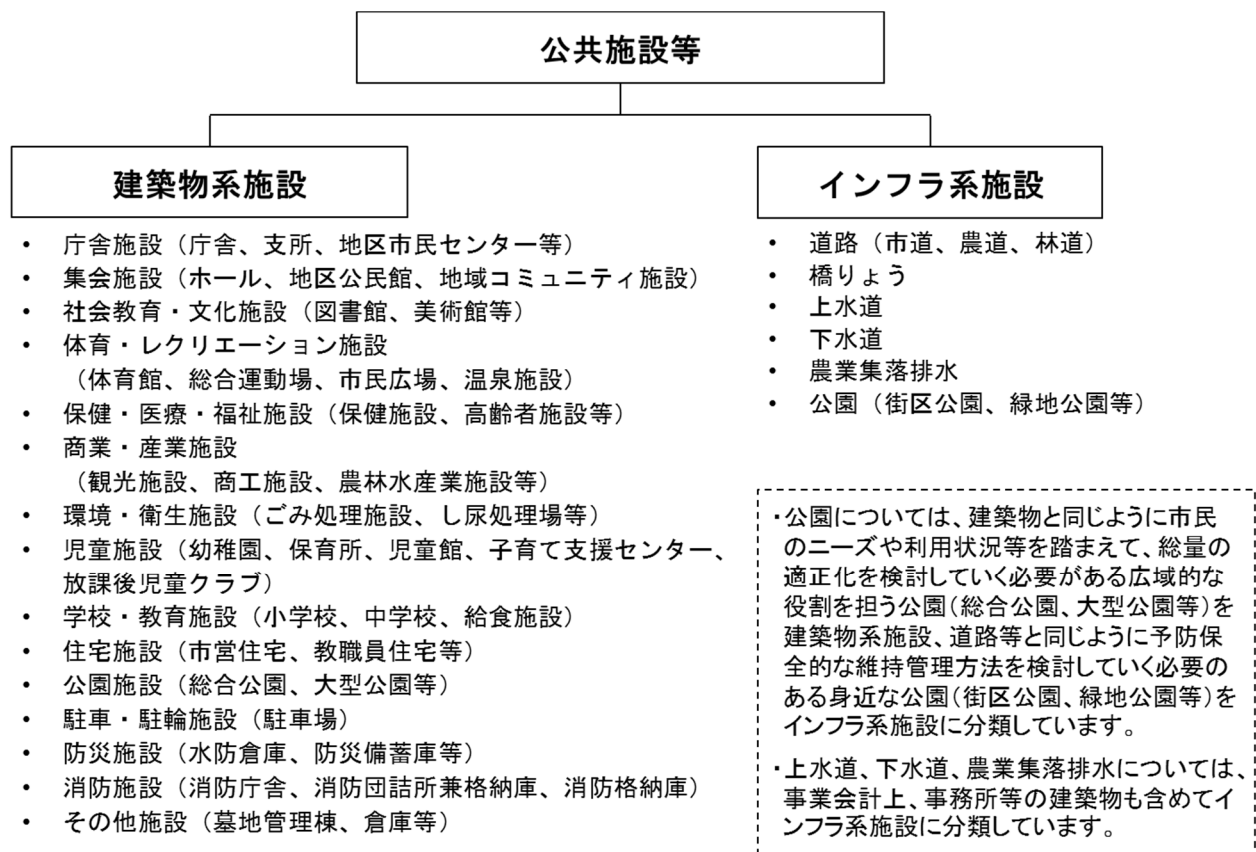 公共施設等
建築物系施設
・ 庁舎施設（庁舎、支所、地区市民センター等）
・ 集会施設（ホール、地区公民館、地域コミュニティ施設）
・ 社会教育・文化施設（図書館、美術館等）
・ 体育・レクリエーション施設
（体育館、総合運動場、市民広場、温泉施設）
・ 保健・医療・福祉施設（保健施設、高齢者施設等）
・ 商業・産業施設
（観光施設、商工施設、農林水産業施設等）
・ 環境・衛生施設（ごみ処理施設、し尿処理場等）
・ 児童施設（幼稚園、保育所、児童館、子育て支援センター、
放課後児童クラブ）
・ 学校・教育施設（小学校、中学校、給食施設）
・ 住宅施設（市営住宅、教職員住宅等）
・ 公園施設（総合公園、大型公園等）
・ 駐車・駐輪施設（駐車場）
・ 防災施設（水防倉庫、防災備蓄庫等）
・ 消防施設（消防庁舎、消防団詰所兼格納庫、消防格納庫）
・ その他施設（墓地管理棟、倉庫等）
インフラ系施設
・ 道路（市道、農道、林道）
・ 橋りょう
・ 上水道
・ 下水道
・ 農業集落排水
・ 公園（街区公園、緑地公園等）
・公園については、建築物と同じように市民
のニーズや利用状況等を踏まえて、総量の
適正化を検討していく必要がある広域的な
役割を担う公園（総合公園、大型公園等）を
建築物系施設、道路等と同じように予防保
全的な維持管理方法を検討していく必要の
ある身近な公園（街区公園、緑地公園等）を
インフラ系施設に分類しています。
・上水道、下水道、農業集落排水については、
事業会計上、事務所等の建築物も含めてイ
ンフラ系施設に分類しています。